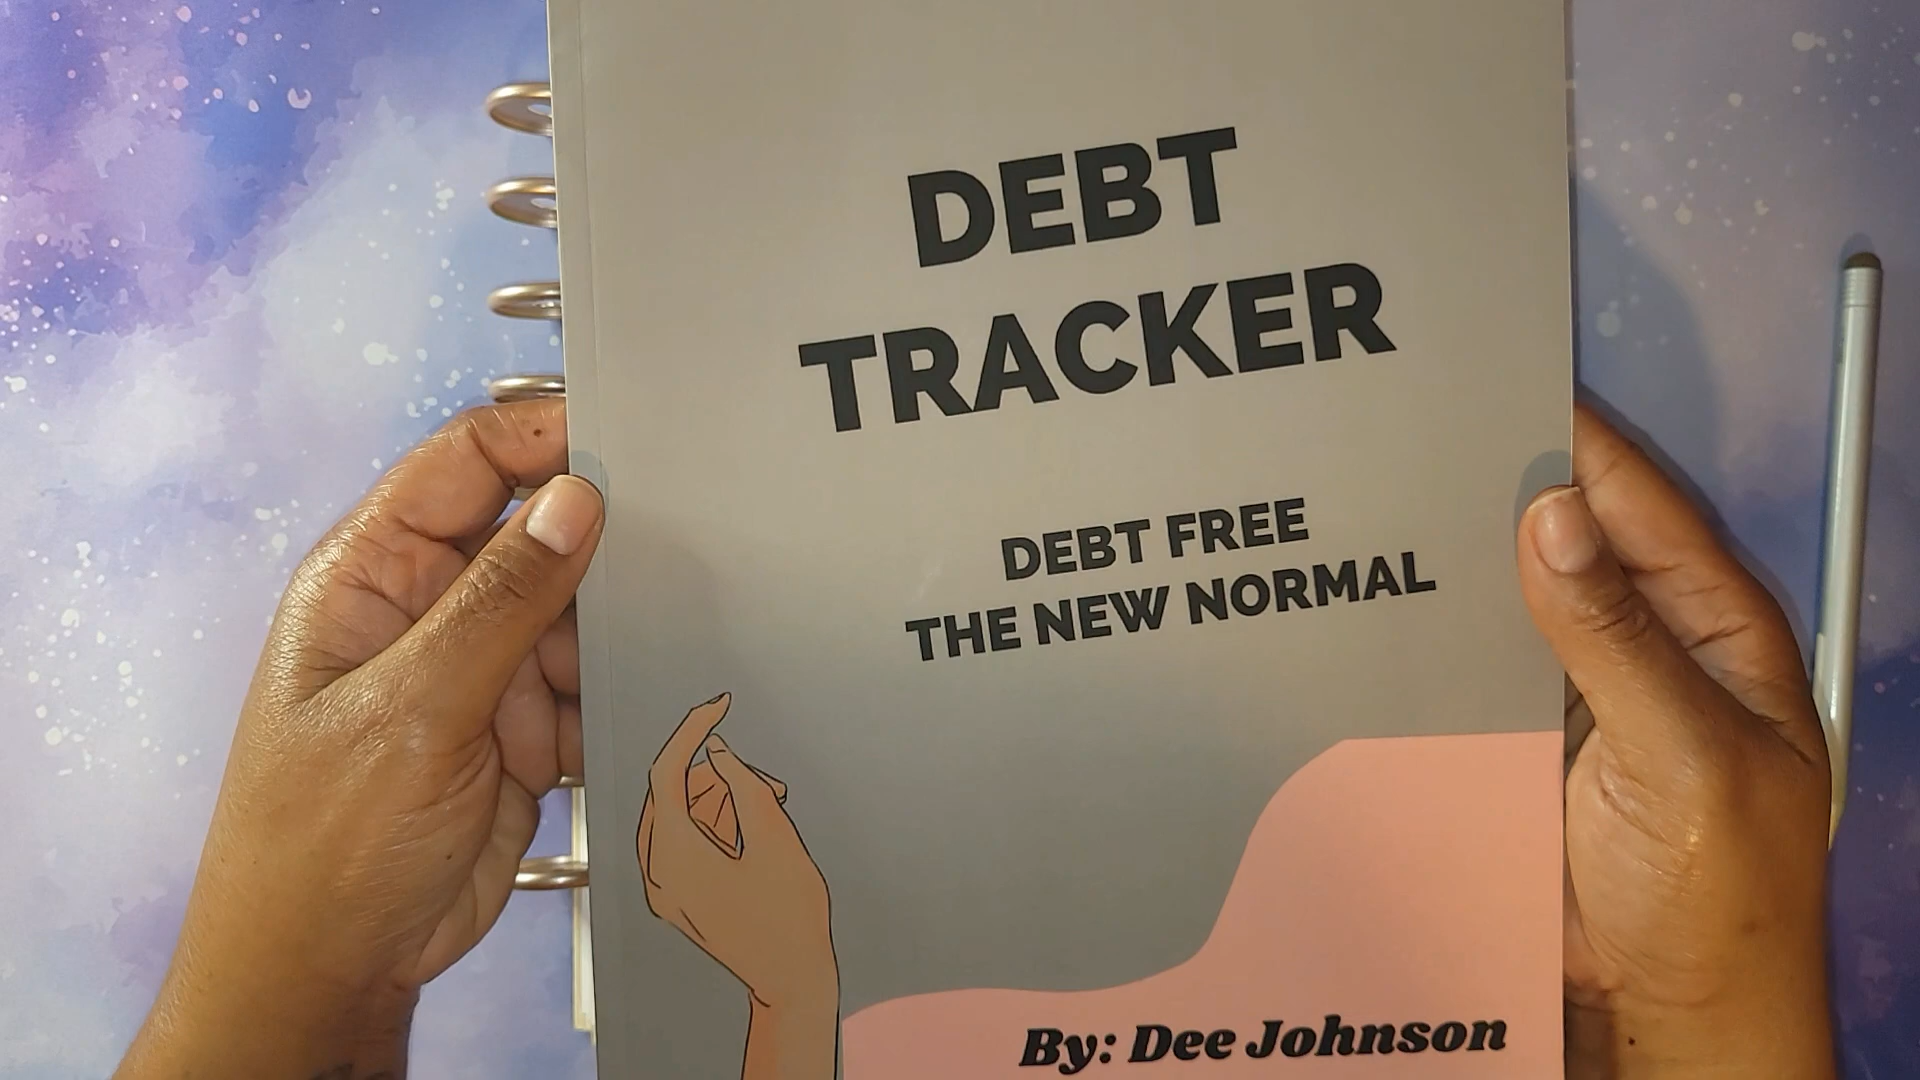 DEBT
TRACKER
DEBT FREE
THE NEW NORMAL
By: Dee Johnson